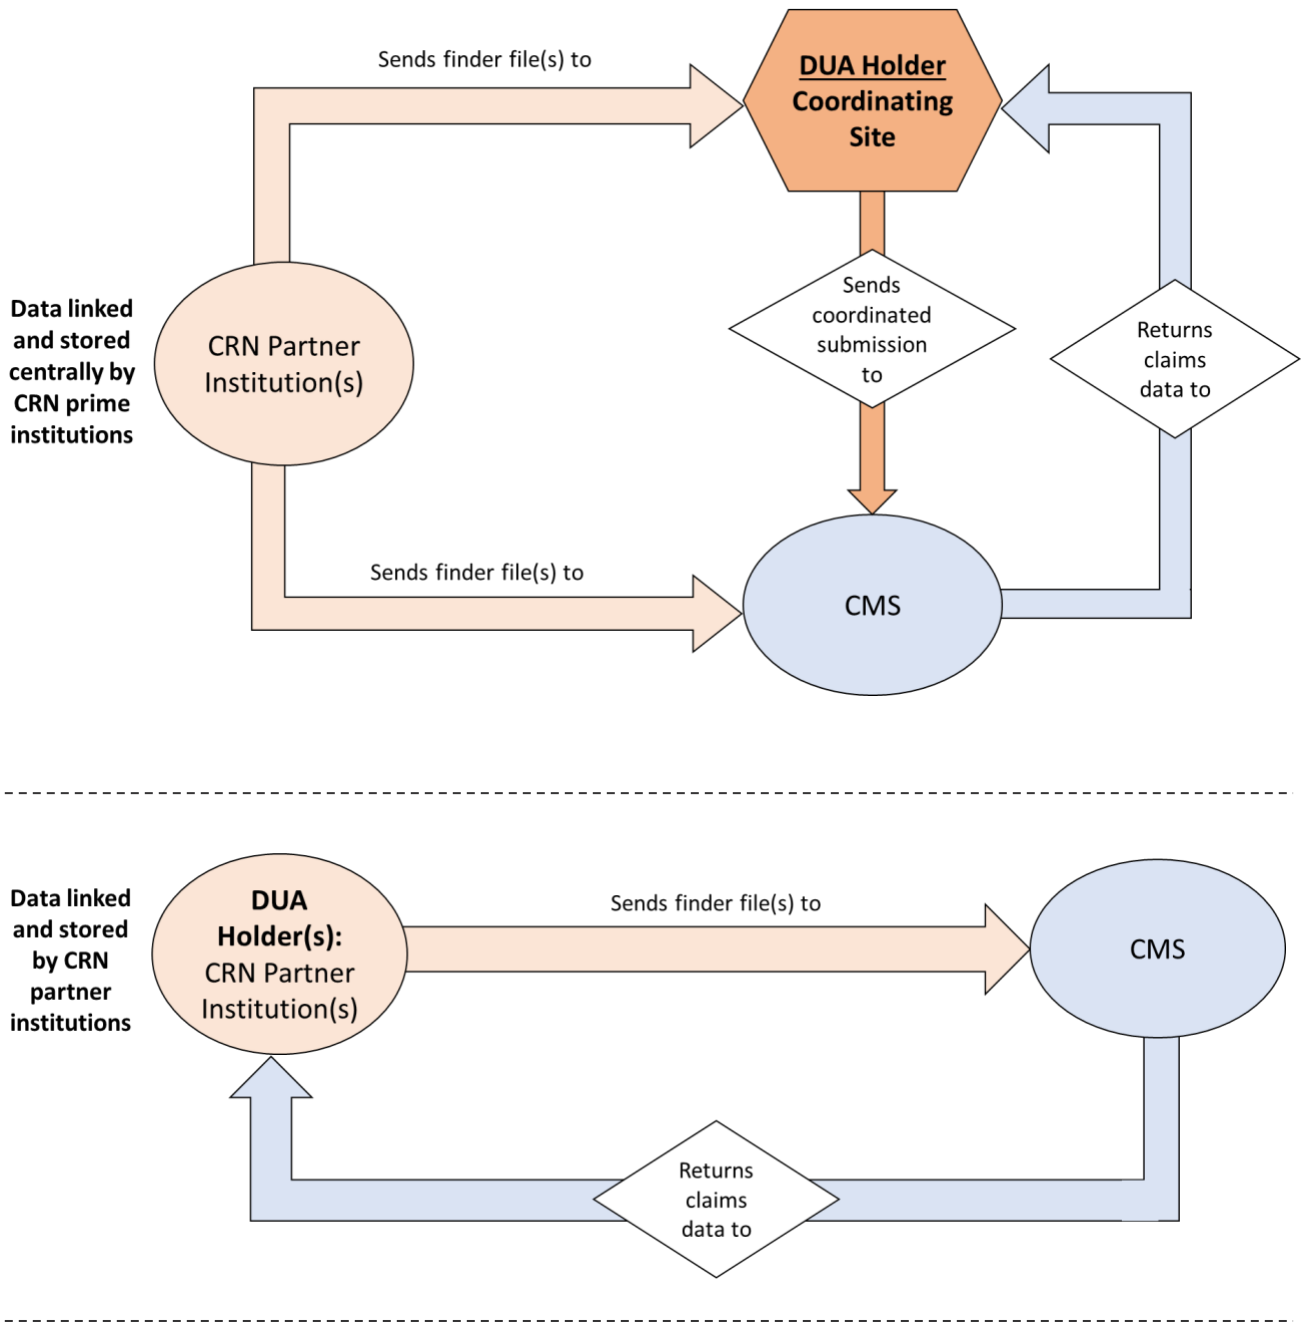 Sends finder file(s) to
DUA Holder
Coordinating
Site
Data linked
and stored
centrally by
CRN prime
institutions
CRN Partner
Institution(s)
Sends
coordinated
submission
to
Returns
claims
data to
Sends finder file(s) to
CMS
Data linked
and stored
by CRN
partner
institutions
DUA
Holder(s):
CRN Partner
Institution(s)
Sends finder file(s) to
CMS
Returns
claims
data to